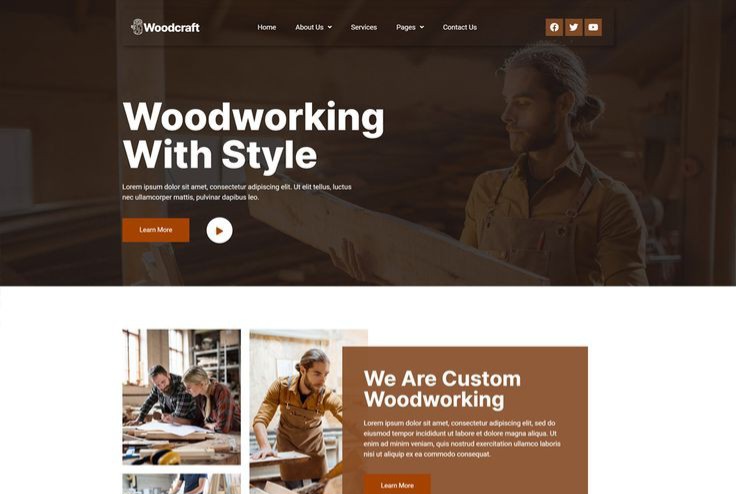 Woodcraft
Home About Us Services Pages Contact Us
Woodworking
With Style
Lorem ipsum dolor sit amet, consectetur adipiscing elit. Ut elit tellus, luctus
nec ullamcorper mattis, pulvinar dapibus leo.
Learn More
We Are Custom
Woodworking
Lorem ipsum dolor sit amet, consectetur adipiscing elit, sed do
eiusmod tempor incididunt ut labore et dolore magna aliqua. Ut
enim ad minim veniam, quis nostrud exercitation ullamco laboris
nisi ut aliquip ex ea commodo consequat.
Learn More